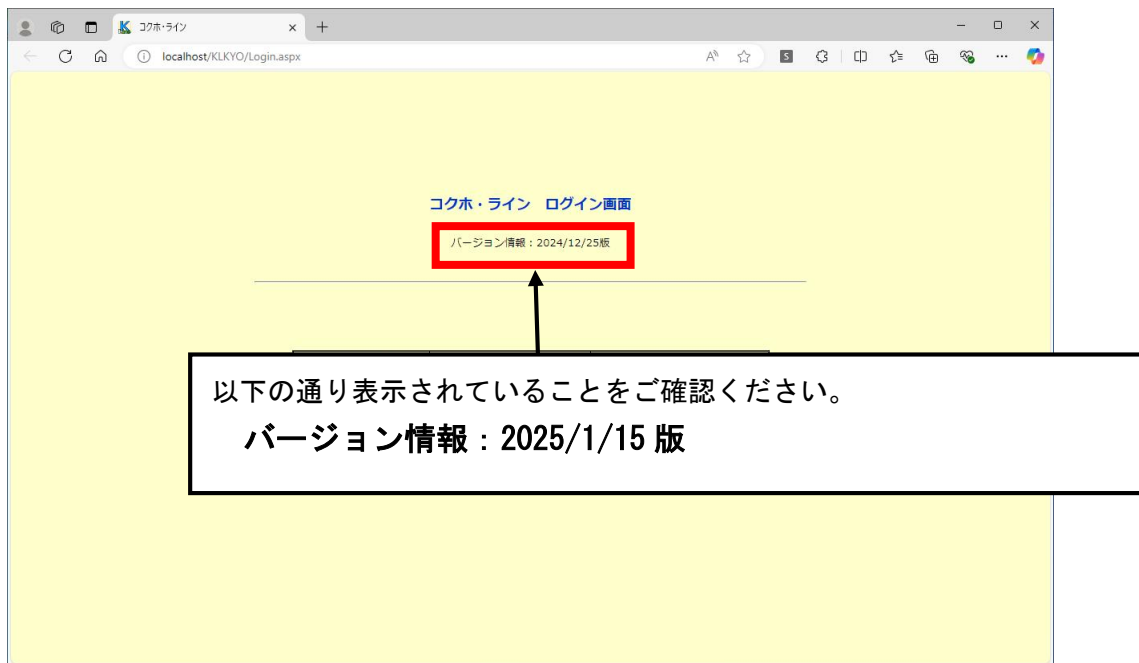 コクホ・ライン
localhost/KLKYO/Login.aspx
コクホ・ライン　ログイン画面
バージョン情報：2024/12/25版
以下の通り表示されていることをご確認ください。
バージョン情報：2025/1/15 版